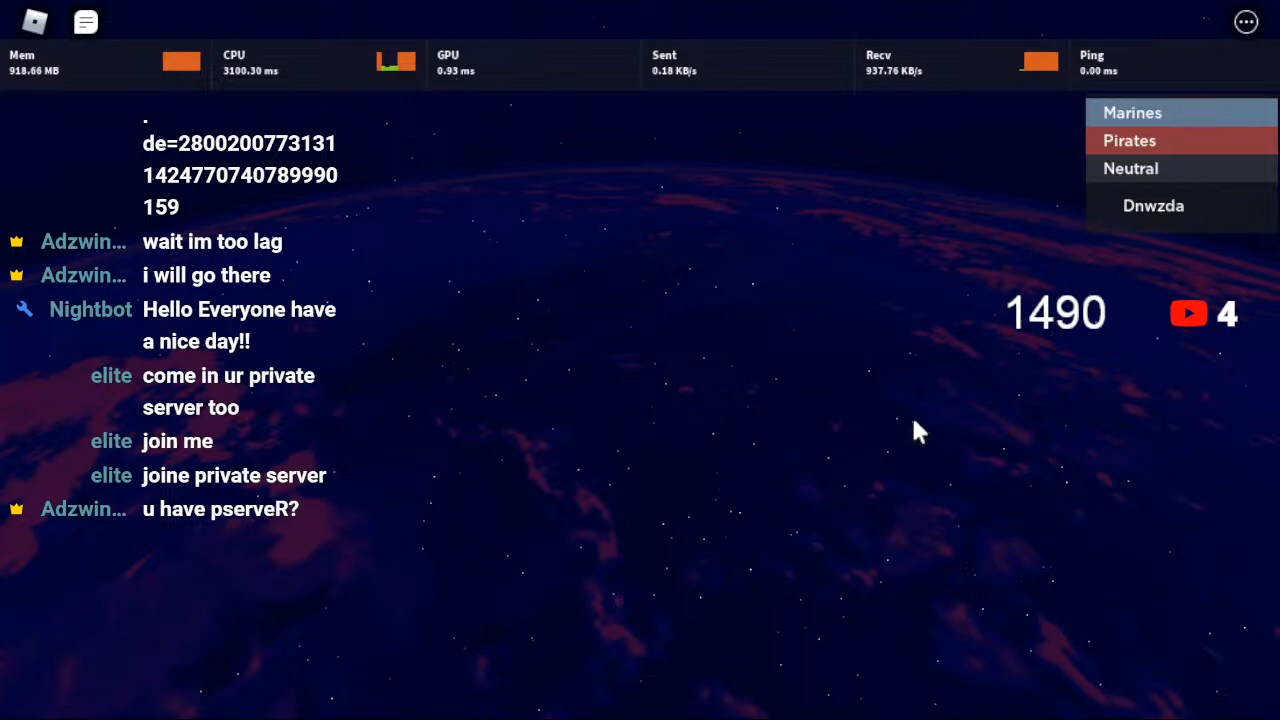 Mem
918.66 MB
CPU
3100.30 ms
GPU
0.93 ms
Sent
0.18 KB/s
Recv
937.76 KB/s
Ping
0.00 ms
Marines
Pirates
Neutral
Dnwzda
.
de=2800200773131
1424770740789990
159
Adzwin... wait im too lag
Adzwin... i will go there
Nightbot Hello Everyone have
a nice day!!
elite come in ur private
server too
elite join me
elite joine private server
Adzwin... u have pserveR?
1490
4